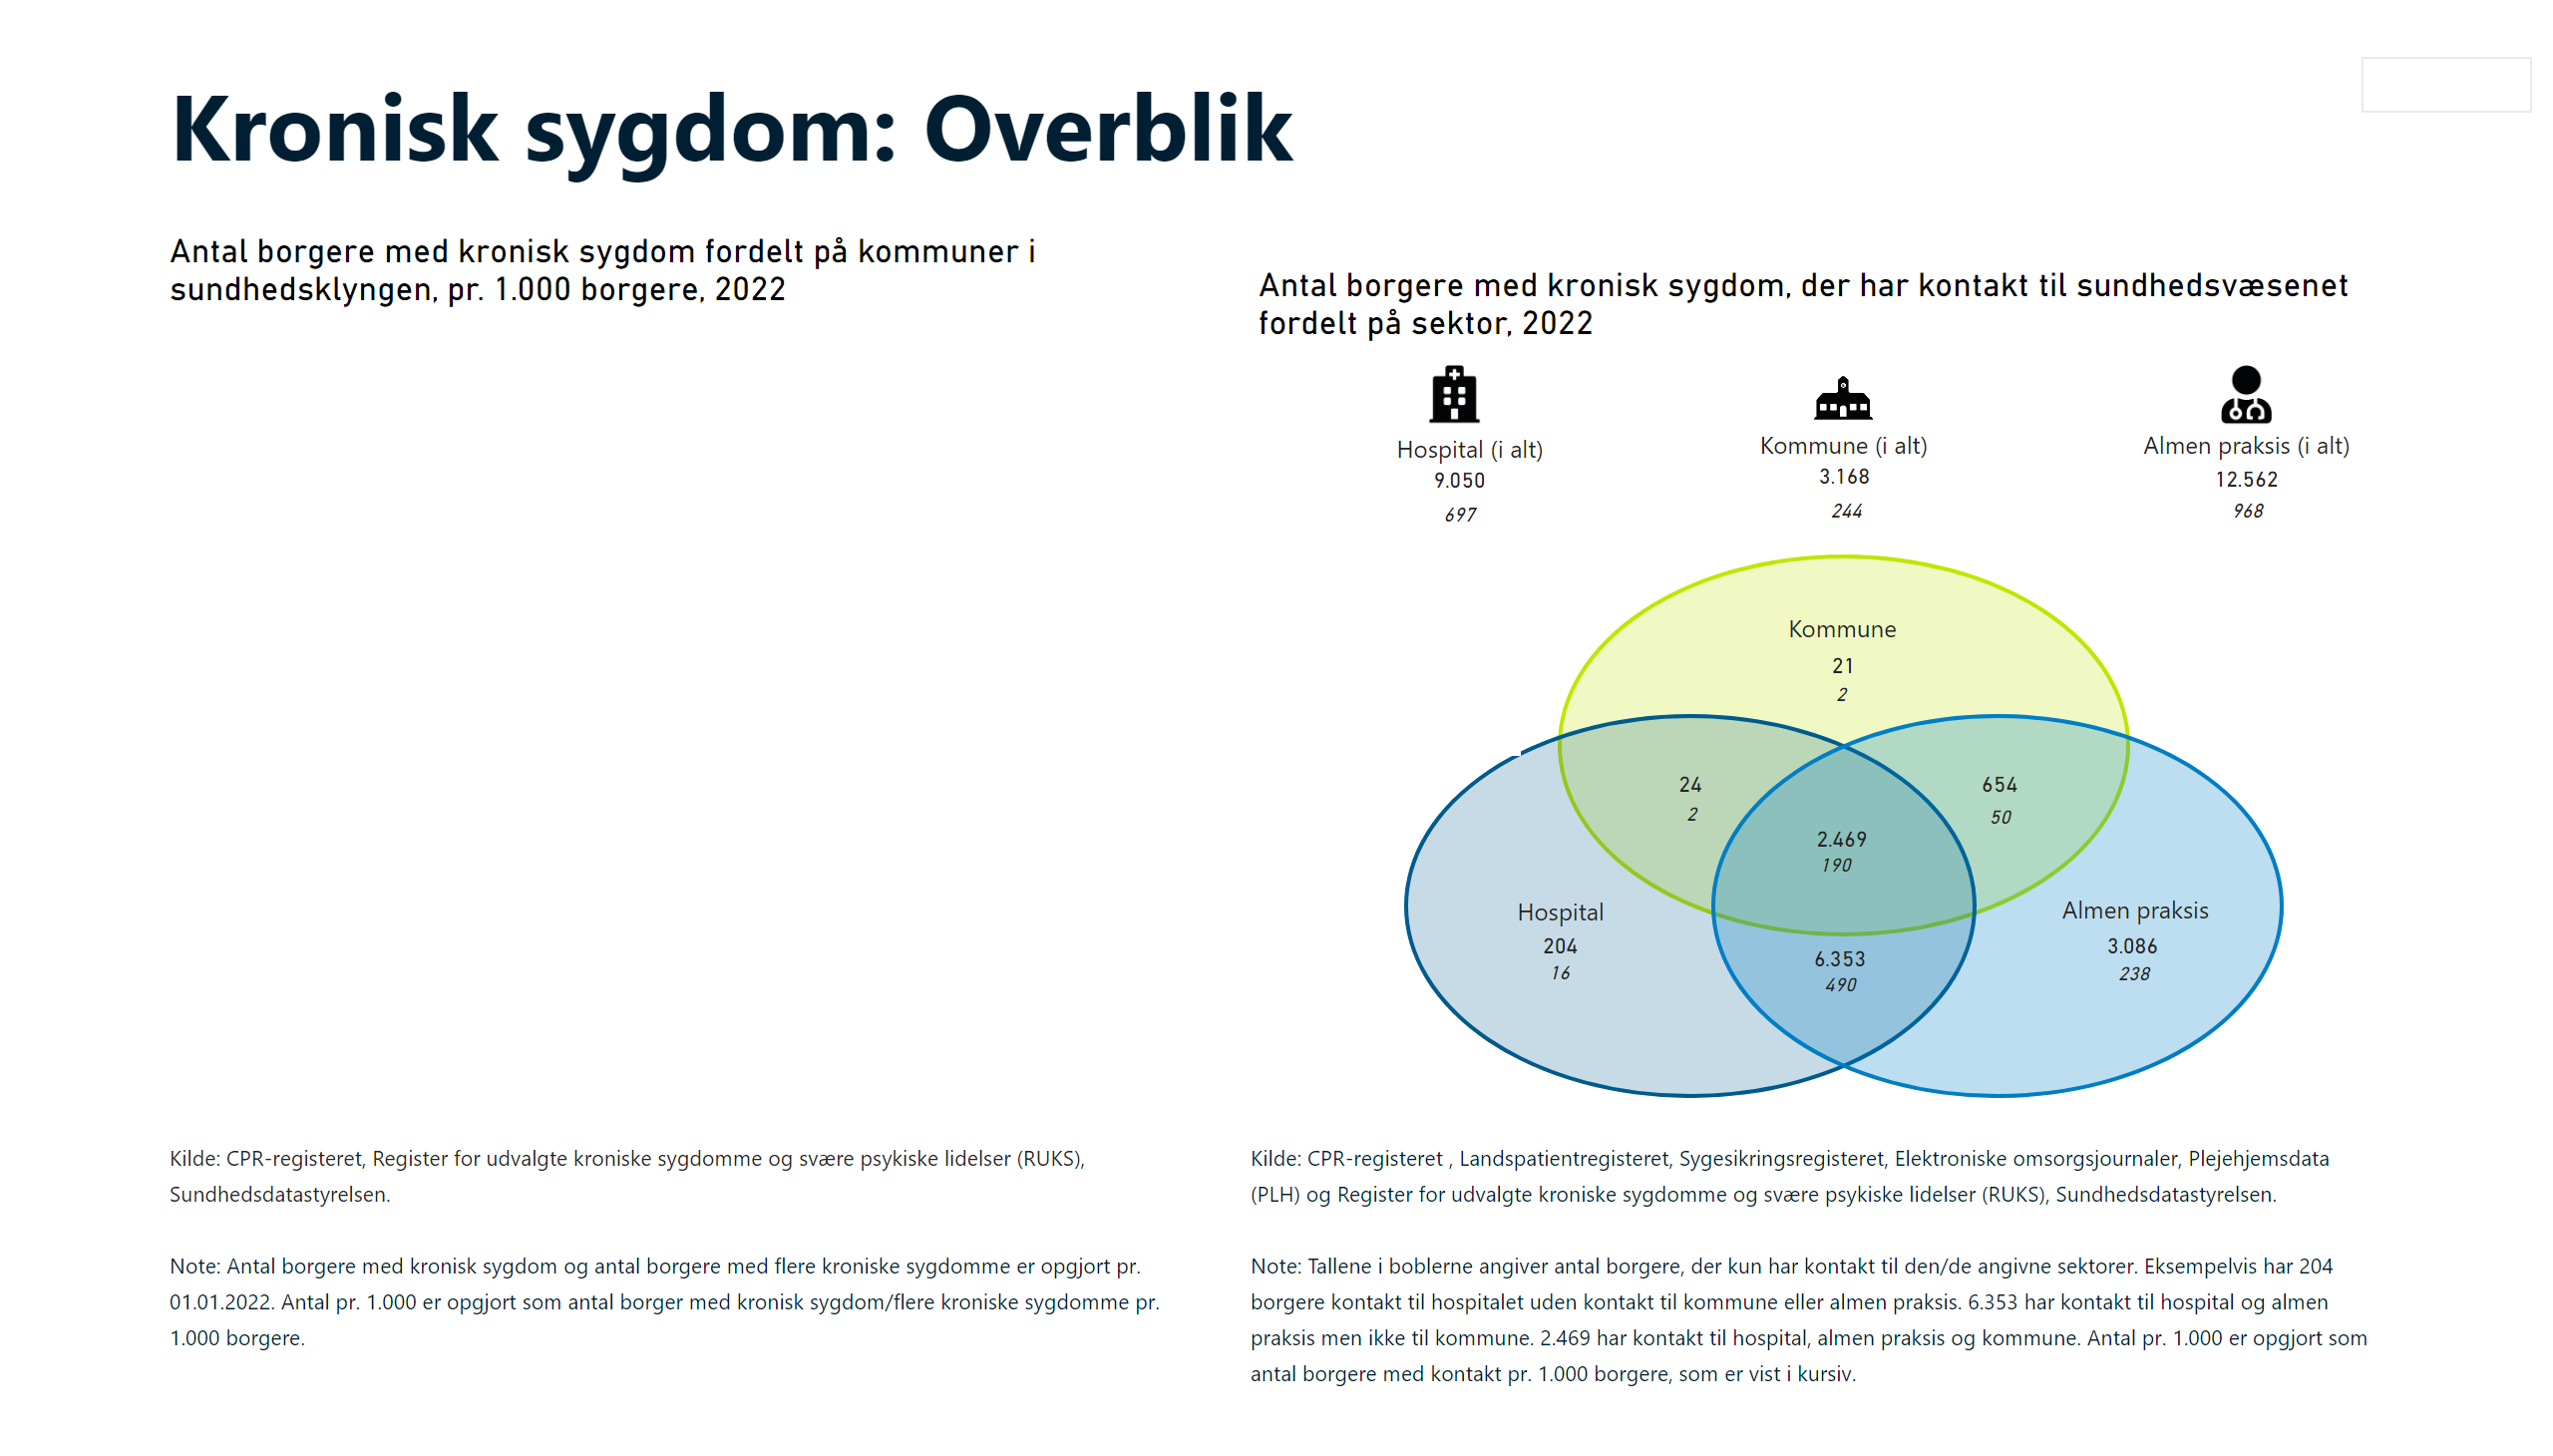 Kronisk sygdom: Overblik
Antal borgere med kronisk sygdom fordelt på kommuner i
sundhedsklyngen, pr. 1.000 borgere, 2022
Antal borgere med kronisk sygdom, der har kontakt til sundhedsvæsenet
fordelt på sektor, 2022
Hospital (i alt)
9.050
697
Kommune (i alt)
3.168
244
Almen praksis (i alt)
12.562
968
Kommune
21
2
24
2
654
50
2.469
190
Hospital
204
16
6.353
490
Almen praksis
3.086
238
Kilde: CPR-registeret, Register for udvalgte kroniske sygdomme og svære psykiske lidelser (RUKS),
Sundhedsdatastyrelsen.
Note: Antal borgere med kronisk sygdom og antal borgere med flere kroniske sygdomme er opgjort pr.
01.01.2022. Antal pr. 1.000 er opgjort som antal borger med kronisk sygdom/flere kroniske sygdomme pr.
1.000 borgere.
Kilde: CPR-registeret , Landspatientregisteret, Sygesikringsregisteret, Elektroniske omsorgsjournaler, Plejehjemsdata
(PLH) og Register for udvalgte kroniske sygdomme og svære psykiske lidelser (RUKS), Sundhedsdatastyrelsen.
Note: Tallene i boblerne angiver antal borgere, der kun har kontakt til den/de angivne sektorer. Eksempelvis har 204
borgere kontakt til hospitalet uden kontakt til kommune eller almen praksis. 6.353 har kontakt til hospital og almen
praksis men ikke til kommune. 2.469 har kontakt til hospital, almen praksis og kommune. Antal pr. 1.000 er opgjort som
antal borgere med kontakt pr. 1.000 borgere, som er vist i kursiv.